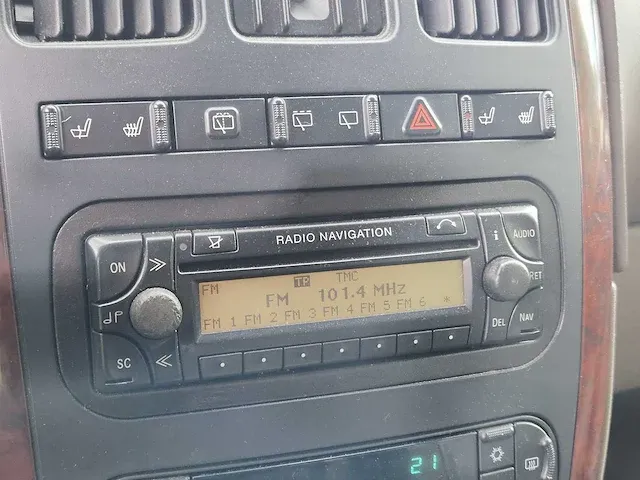 RADIO NAVIGATION
i
AUDIO
ON
FM
TP
TMC
FM 101.4 MHz
RET
FM 1 FM 2 FM 3 FM 4 FM 5 FM 6 *
DEL
NAV
SC
21